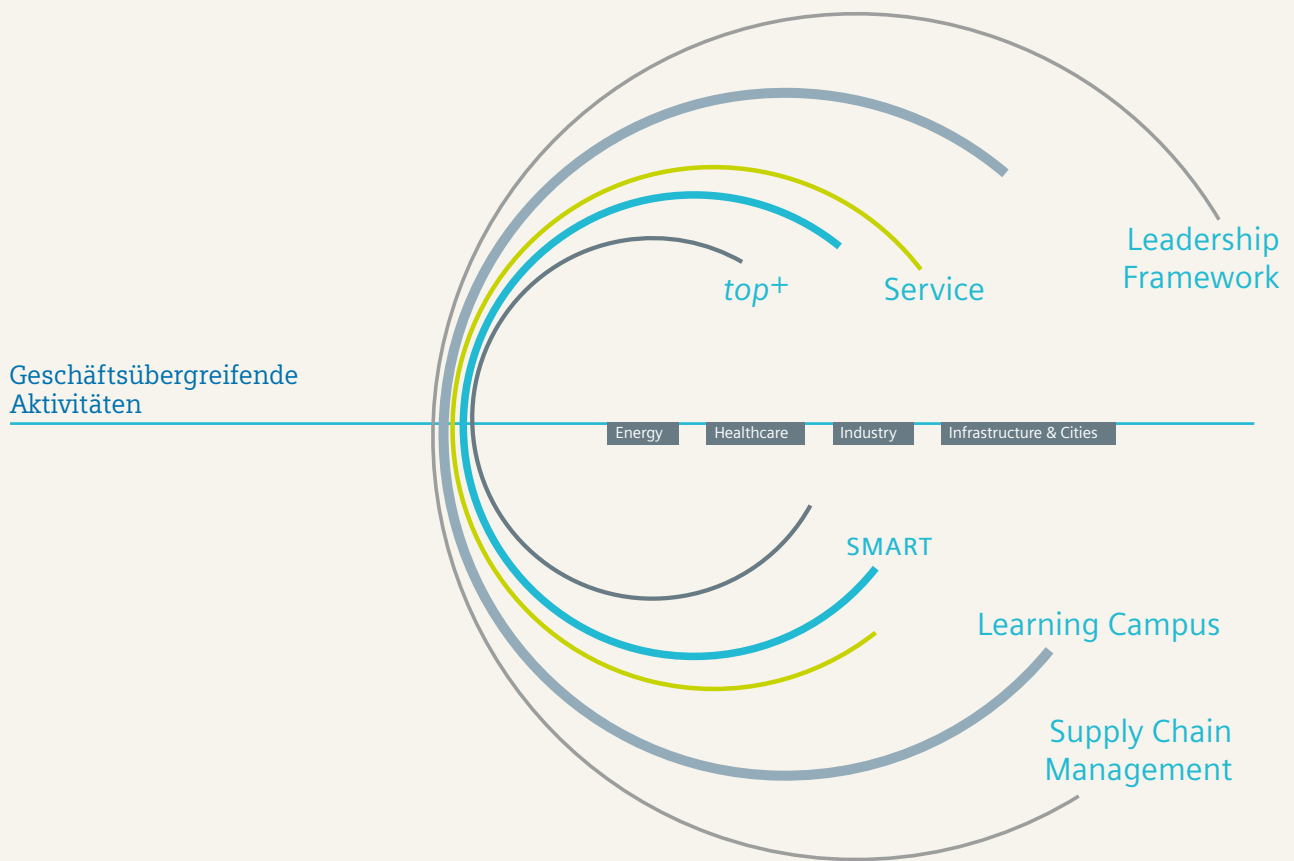 Leadership
Framework
top+
Service
Geschäftsübergreifende
Aktivitäten
Energy
Healthcare
Industry
Infrastructure & Cities
SMART
Learning Campus
Supply Chain
Management